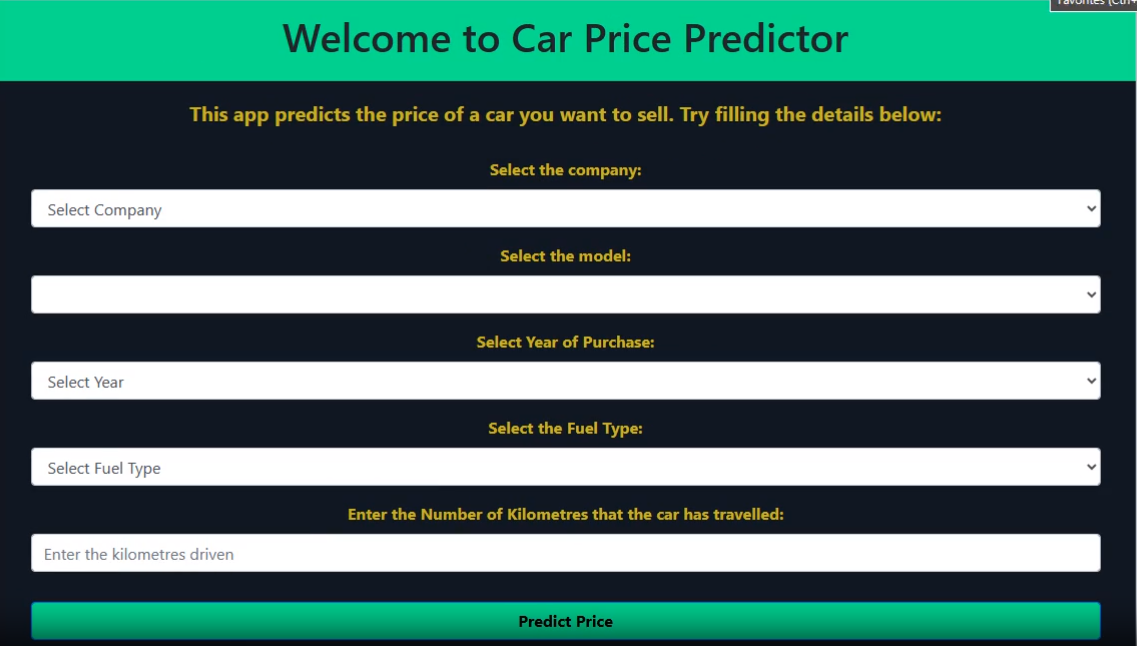 Favorites (Ctrl+
Welcome to Car Price Predictor
This app predicts the price of a car you want to sell. Try filling the details below:
Select the company:
Select Company
Select the model:
Select Year of Purchase:
Select Year
Select the Fuel Type:
Select Fuel Type
Enter the Number of Kilometres that the car has travelled:
Enter the kilometres driven
Predict Price